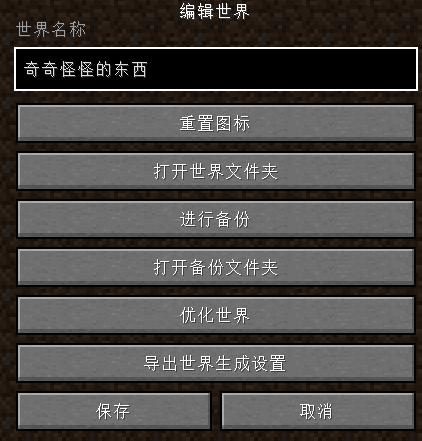 编辑世界
世界名称
奇奇怪怪的东西
重置图标
打开世界文件夹
进行备份
打开备份文件夹
优化世界
导出世界生成设置
保存 取消